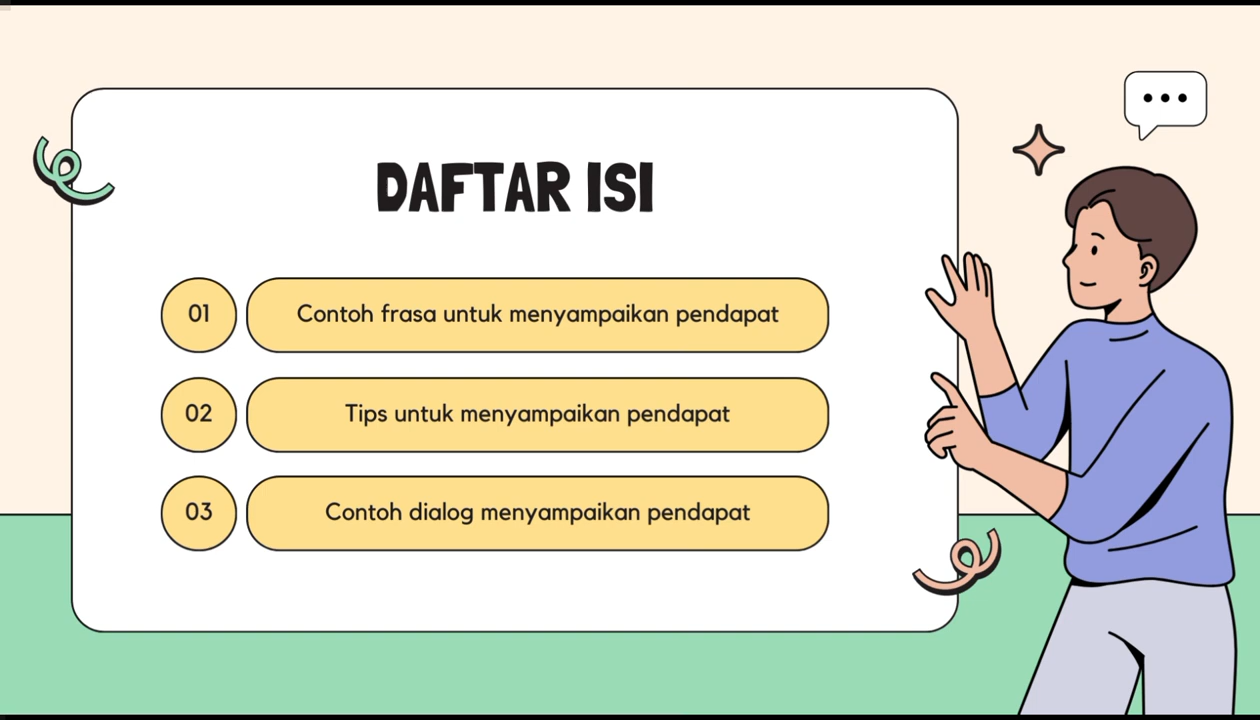 DAFTAR ISI
01 Contoh frasa untuk menyampaikan pendapat
02 Tips untuk menyampaikan pendapat
03 Contoh dialog menyampaikan pendapat